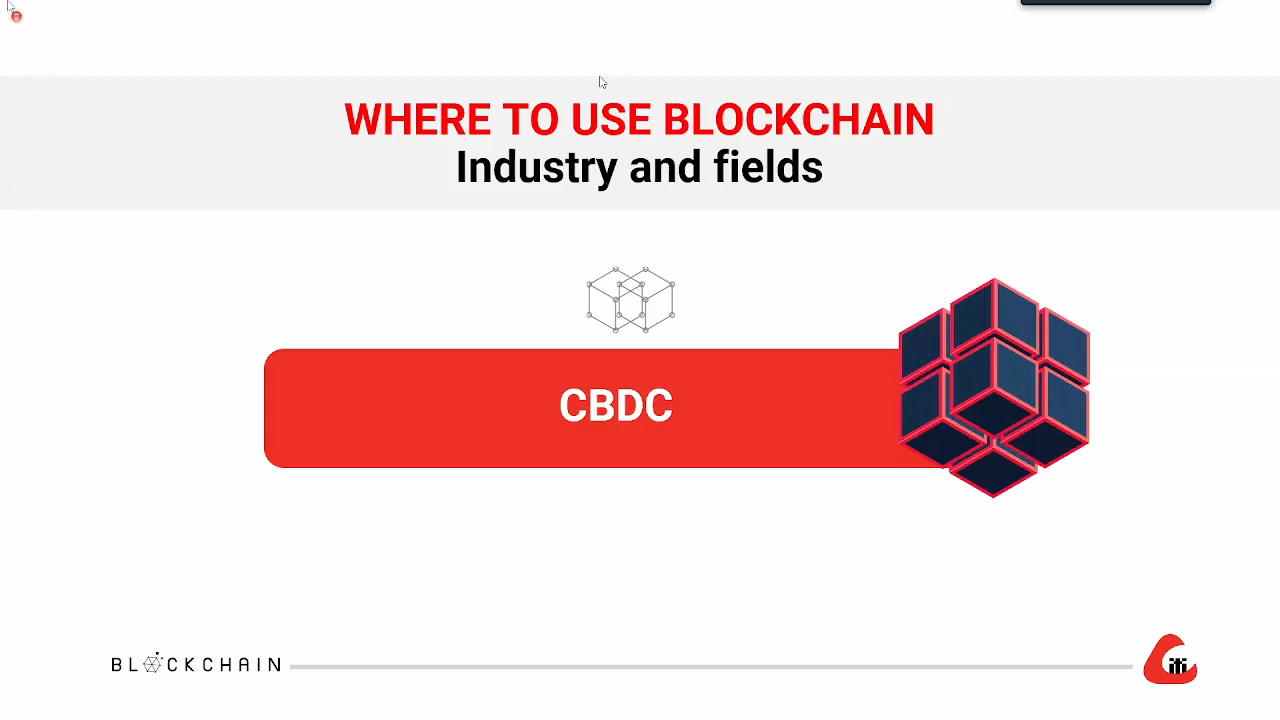 WHERE TO USE BLOCKCHAIN
Industry and fields
CBDC
BLOCKCHAIN
iti